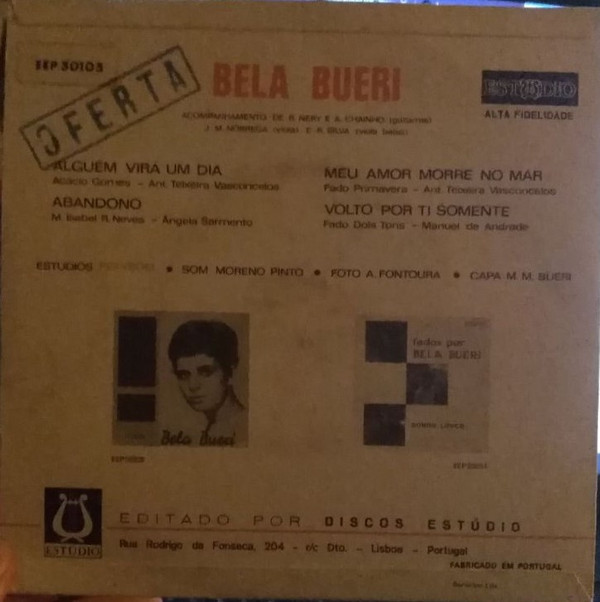 EEP 50103
OFERTA
BELA BUERI
ESTÚDIO
ALTA FIDELIDADE
ACOMPANHAMENTO DE R. NERY E A. CHAINHO (guitarras)
J. M. NÓBREGA (viola) E R. SILVA (viola baixo)
ALGUÉM VIRÁ UM DIA
Acácio Gomes - Ant. Teixeira Vasconcelos
ABANDONO
M. Isabel R. Neves - Ângela Sarmento
MEU AMOR MORRE NO MAR
Fado Primavera - Ant. Teixeira Vasconcelos
VOLTO POR TI SOMENTE
Fado Dois Tons - Manuel de Andrade
ESTUDIOS • SOM MORENO PINTO • FOTO A. FONTOURA • CAPA M. M. BUERI
Bela Bueri
fados por
BELA BUERI
ESTÚDIO
EDITADO POR DISCOS ESTÚDIO
Rua Rodrigo da Fonseca, 204 - r/c Dto. - Lisboa - Portugal
FABRICADO EM PORTUGAL